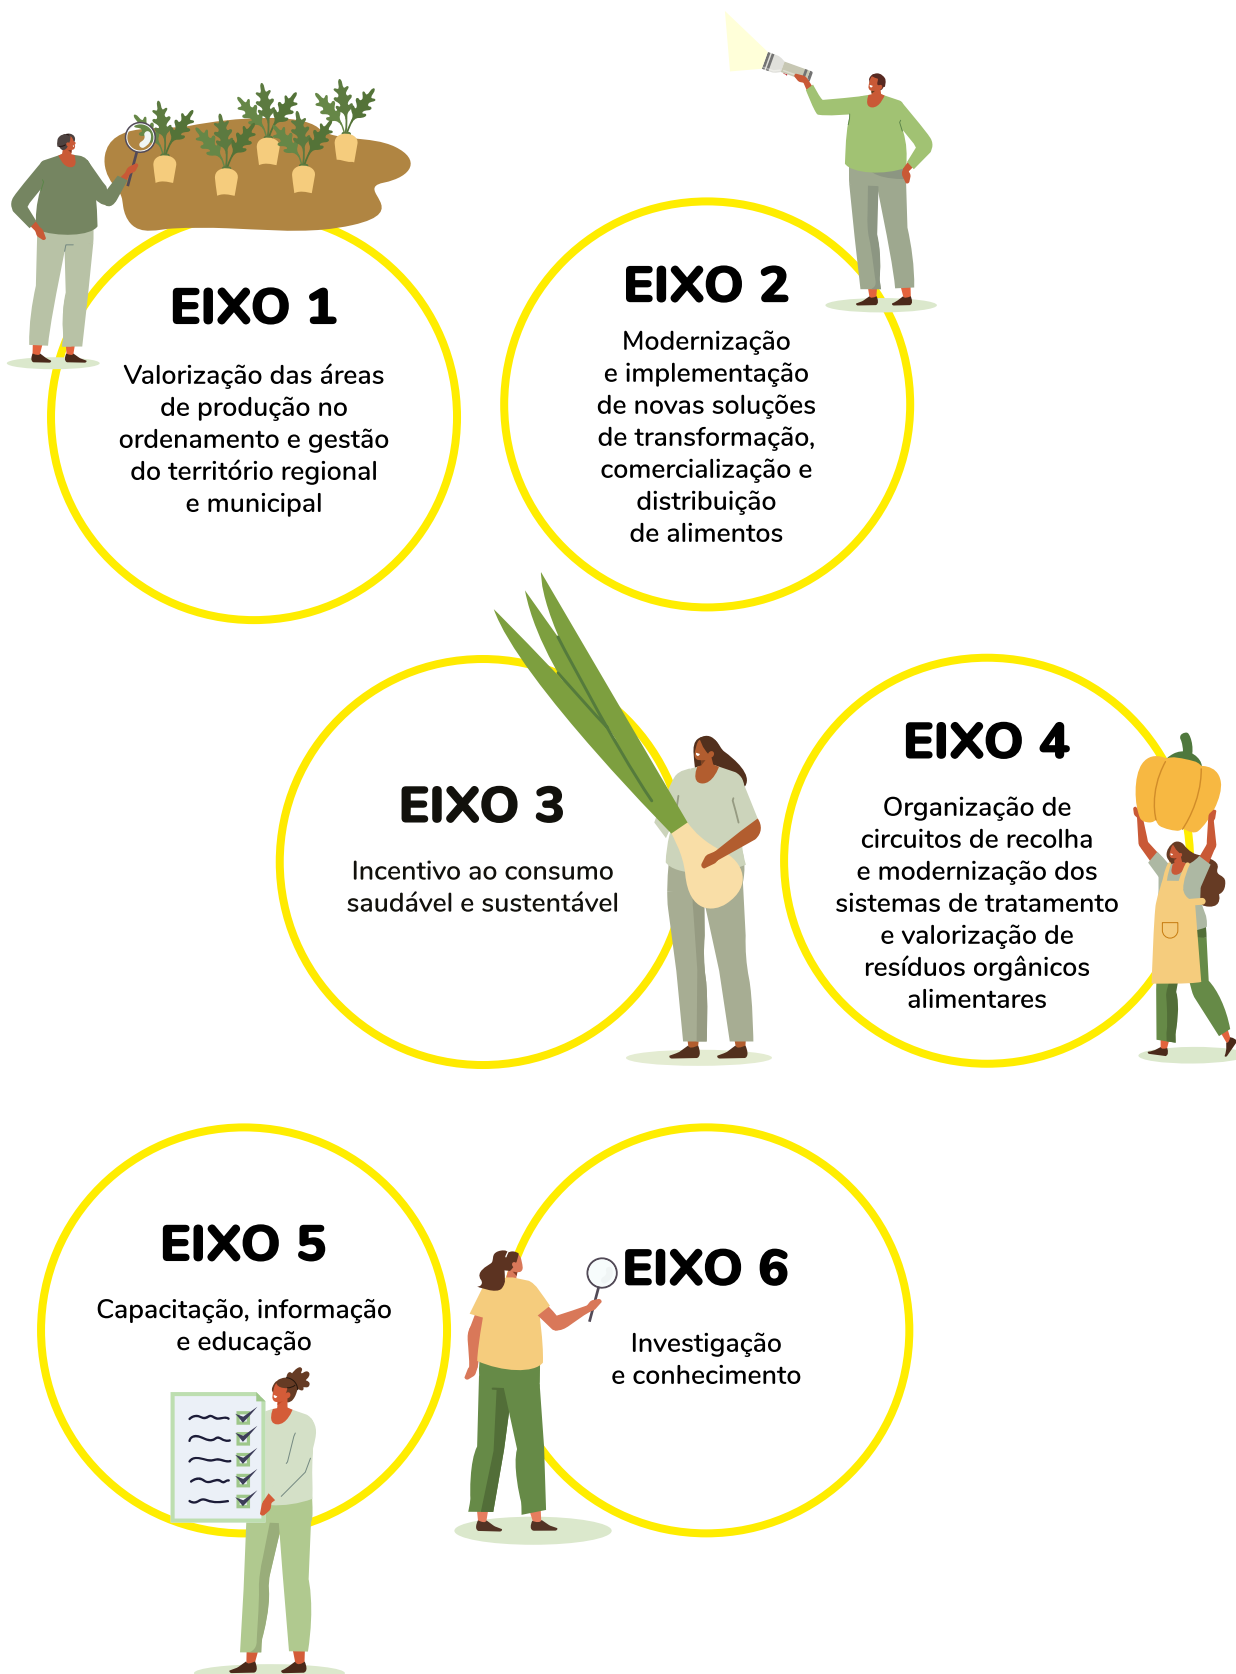 EIXO 1
Valorização das áreas
de produção no
ordenamento e gestão
do território regional
e municipal
EIXO 2
Modernização
e implementação
de novas soluções
de transformação,
comercialização e
distribuição
de alimentos
EIXO 3
Incentivo ao consumo
saudável e sustentável
EIXO 4
Organização de
circuitos de recolha
e modernização dos
sistemas de tratamento
e valorização de
resíduos orgânicos
alimentares
EIXO 5
Capacitação, informação
e educação
EIXO 6
Investigação
e conhecimento